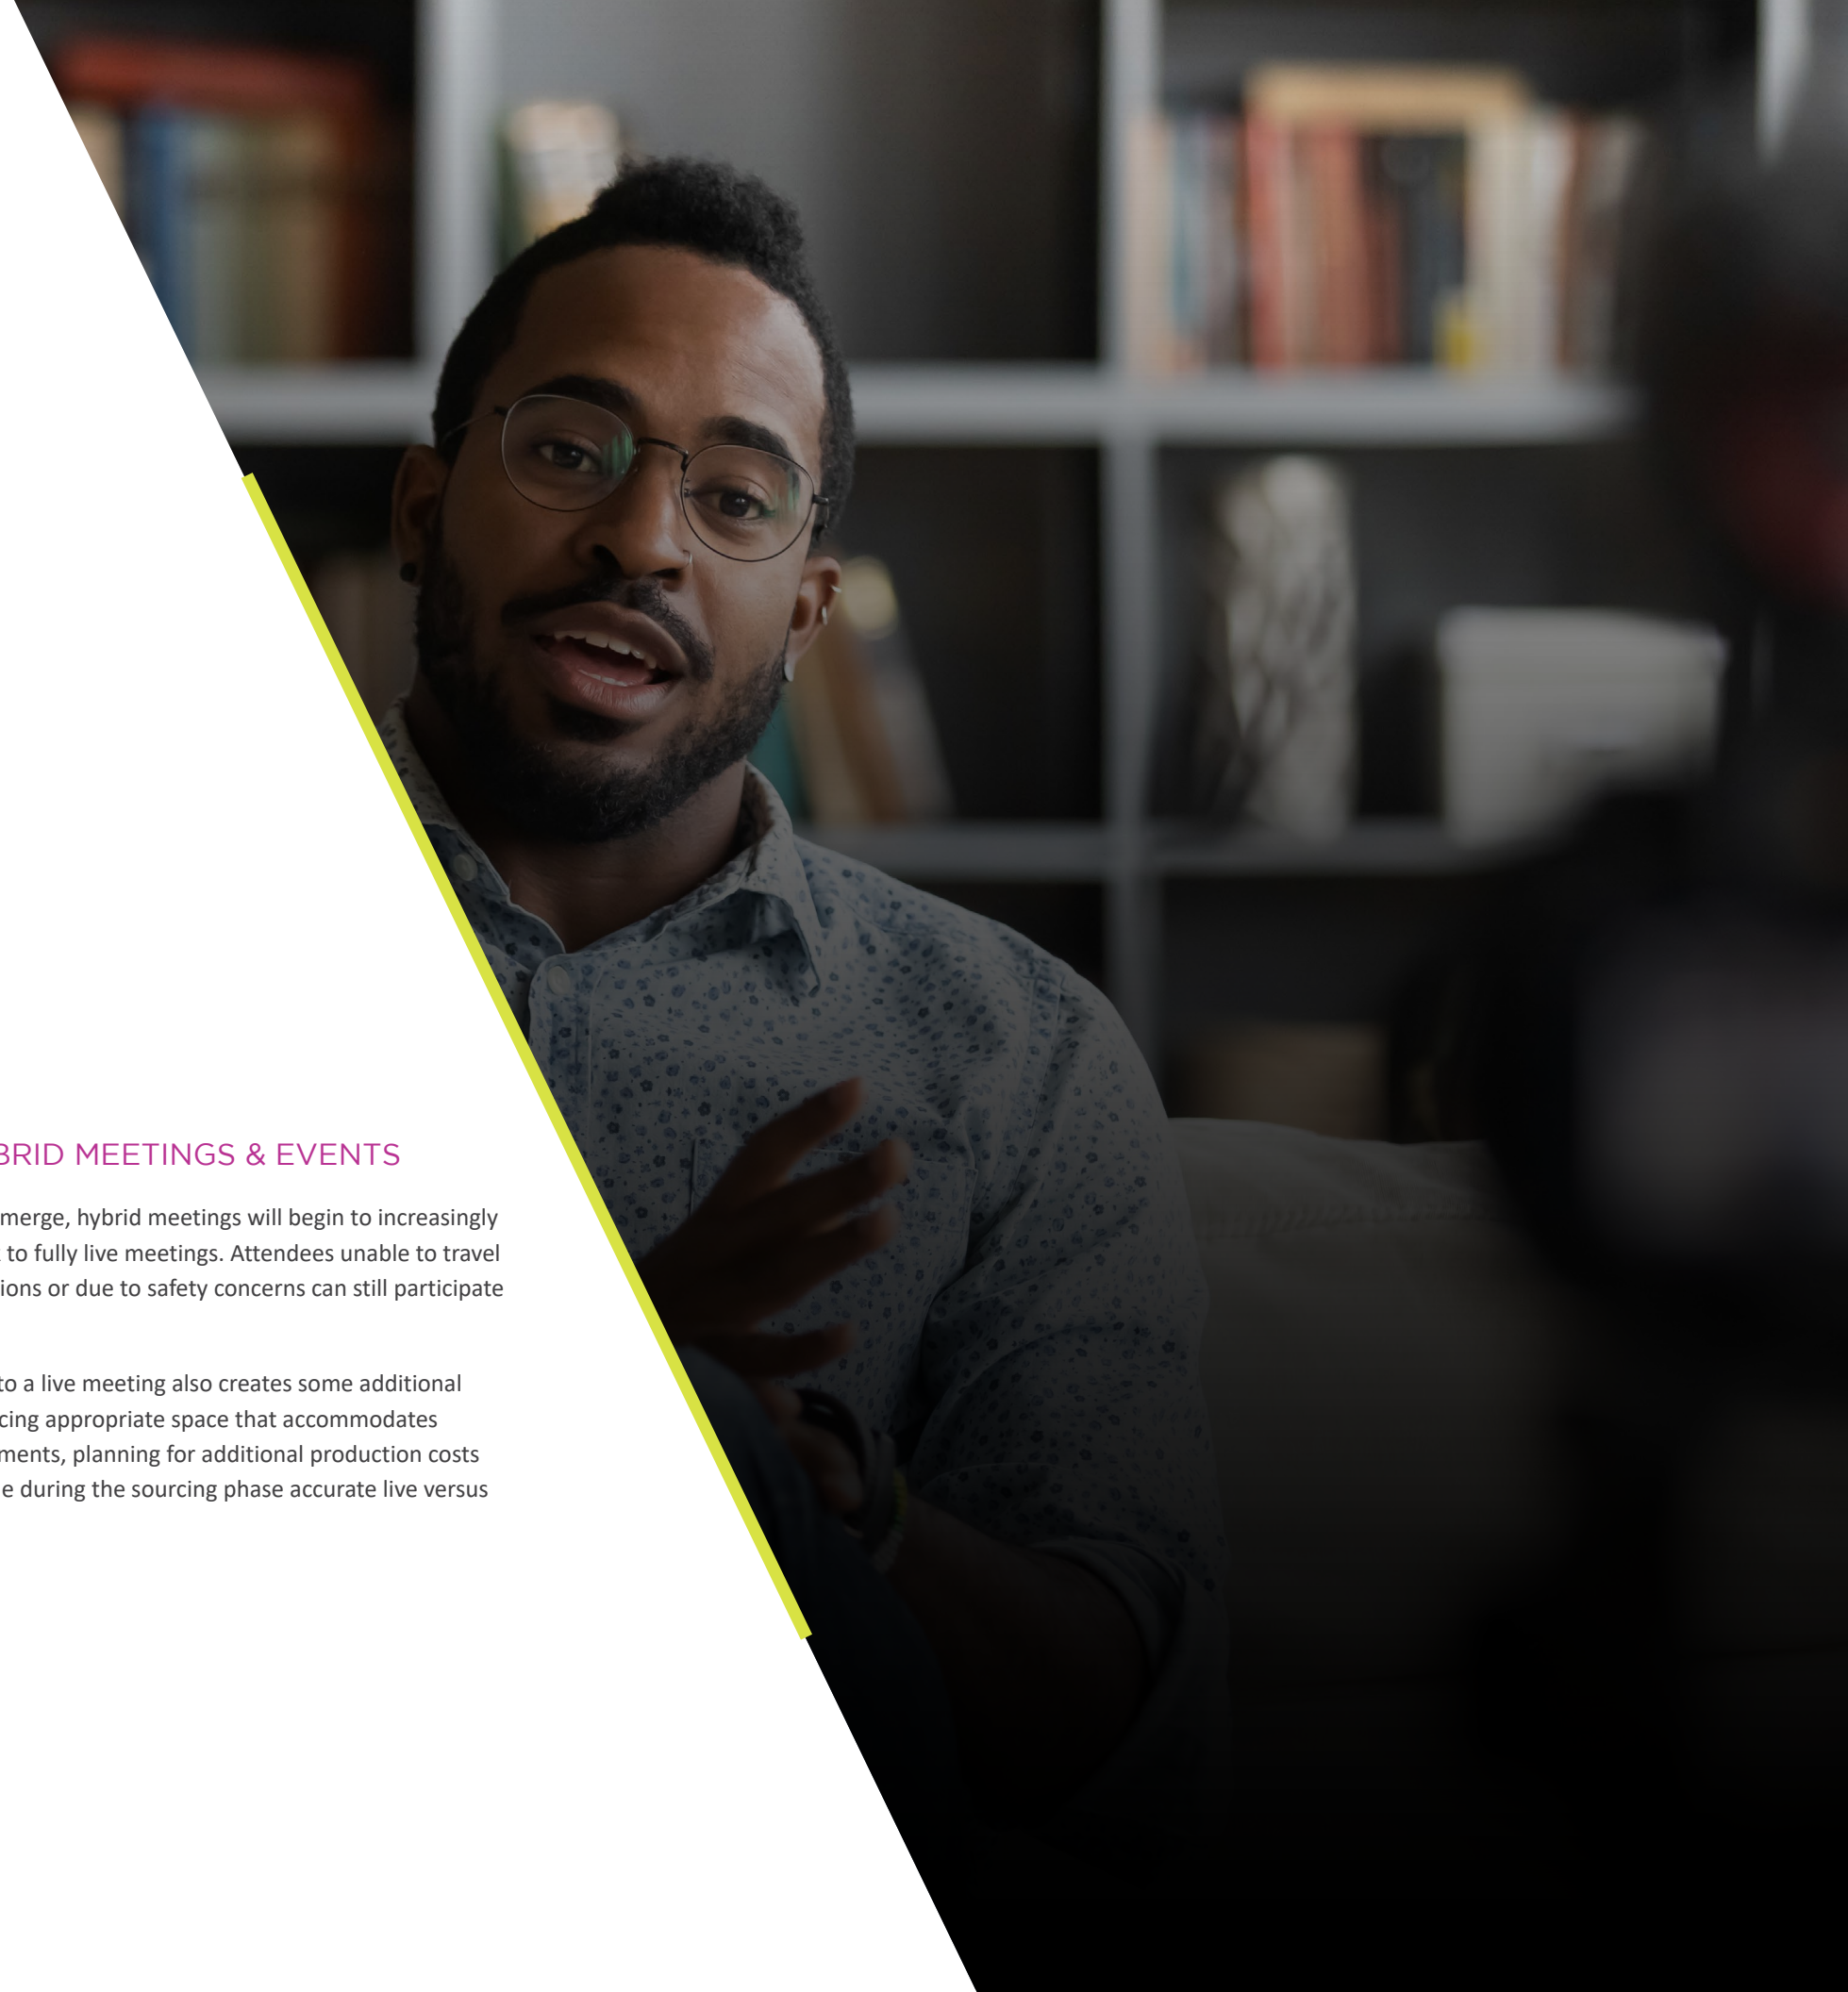 BRID MEETINGS & EVENTS
merge, hybrid meetings will begin to increasingly
to fully live meetings. Attendees unable to travel
ions or due to safety concerns can still participate
to a live meeting also creates some additional
cing appropriate space that accommodates
ments, planning for additional production costs
e during the sourcing phase accurate live versus